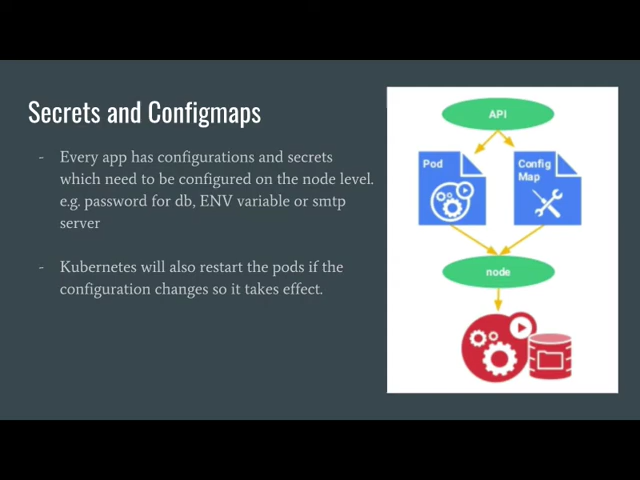 Secrets and Configmaps
- Every app has configurations and secrets
which need to be configured on the node level.
e.g. password for db, ENV variable or smtp
server
- Kubernetes will also restart the pods if the
configuration changes so it takes effect.
API
Pod
Config
Map
node